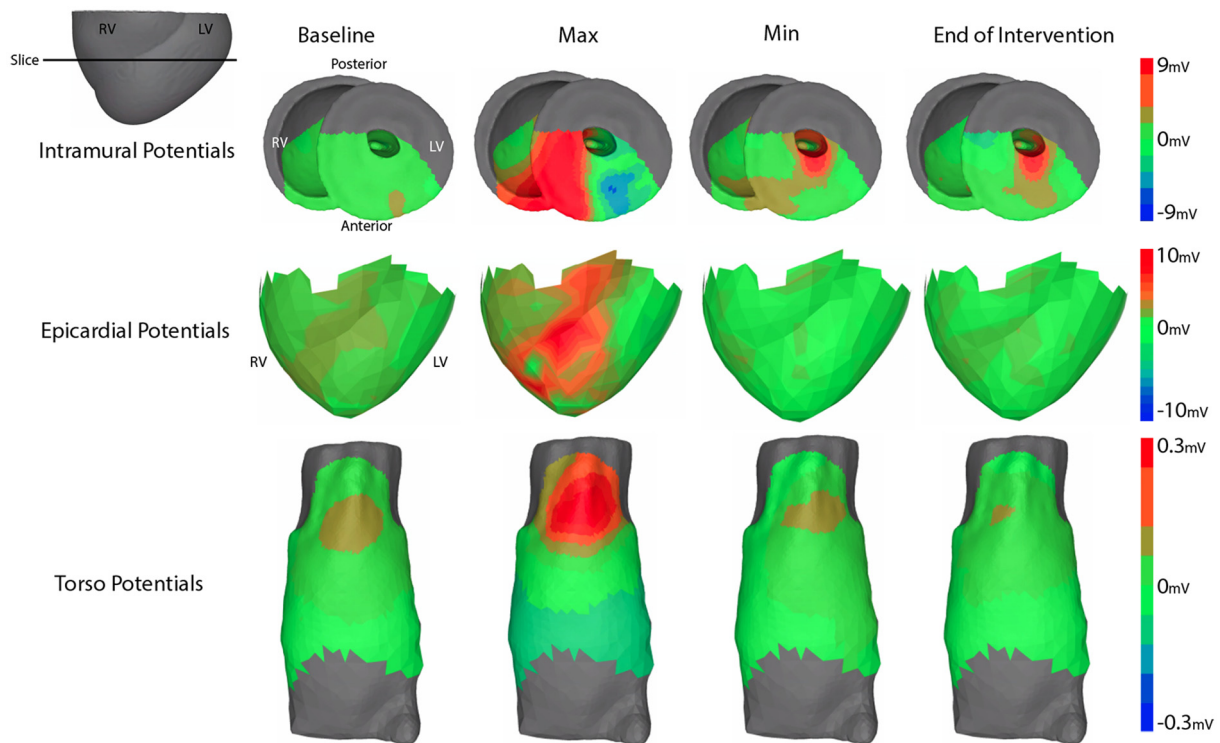 RV LV
Slice
Baseline Max Min End of Intervention
Posterior
Intramural Potentials
RV LV
Anterior
9mV
0mV
-9mV
Epicardial Potentials
RV LV
10mV
0mV
-10mV
Torso Potentials
0.3mV
0mV
-0.3mV